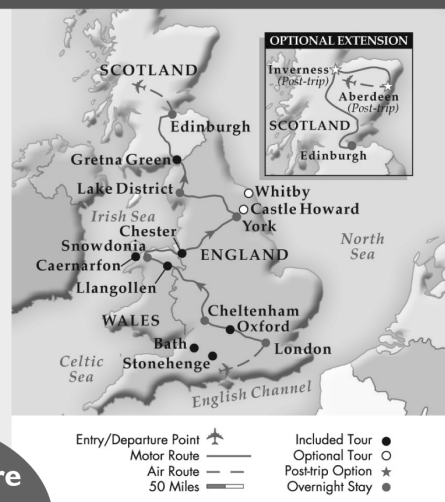 OPTIONAL EXTENSION
SCOTLAND
Inverness
(Post-trip)
Aberdeen
(Post-trip)
SCOTLAND
Edinburgh
Edinburgh
Gretna Green
Lake District
Whitby
Castle Howard
York
Irish Sea
Chester
Snowdonia
ENGLAND
North
Sea
Caernarfon
Llangollen
WALES
Cheltenham
Oxford
Bath
London
Stonehenge
Celtic
Sea
English Channel
Entry/Departure Point
Motor Route
Air Route
50 Miles
Included Tour
Optional Tour
Post-trip Option
Overnight Stay
re